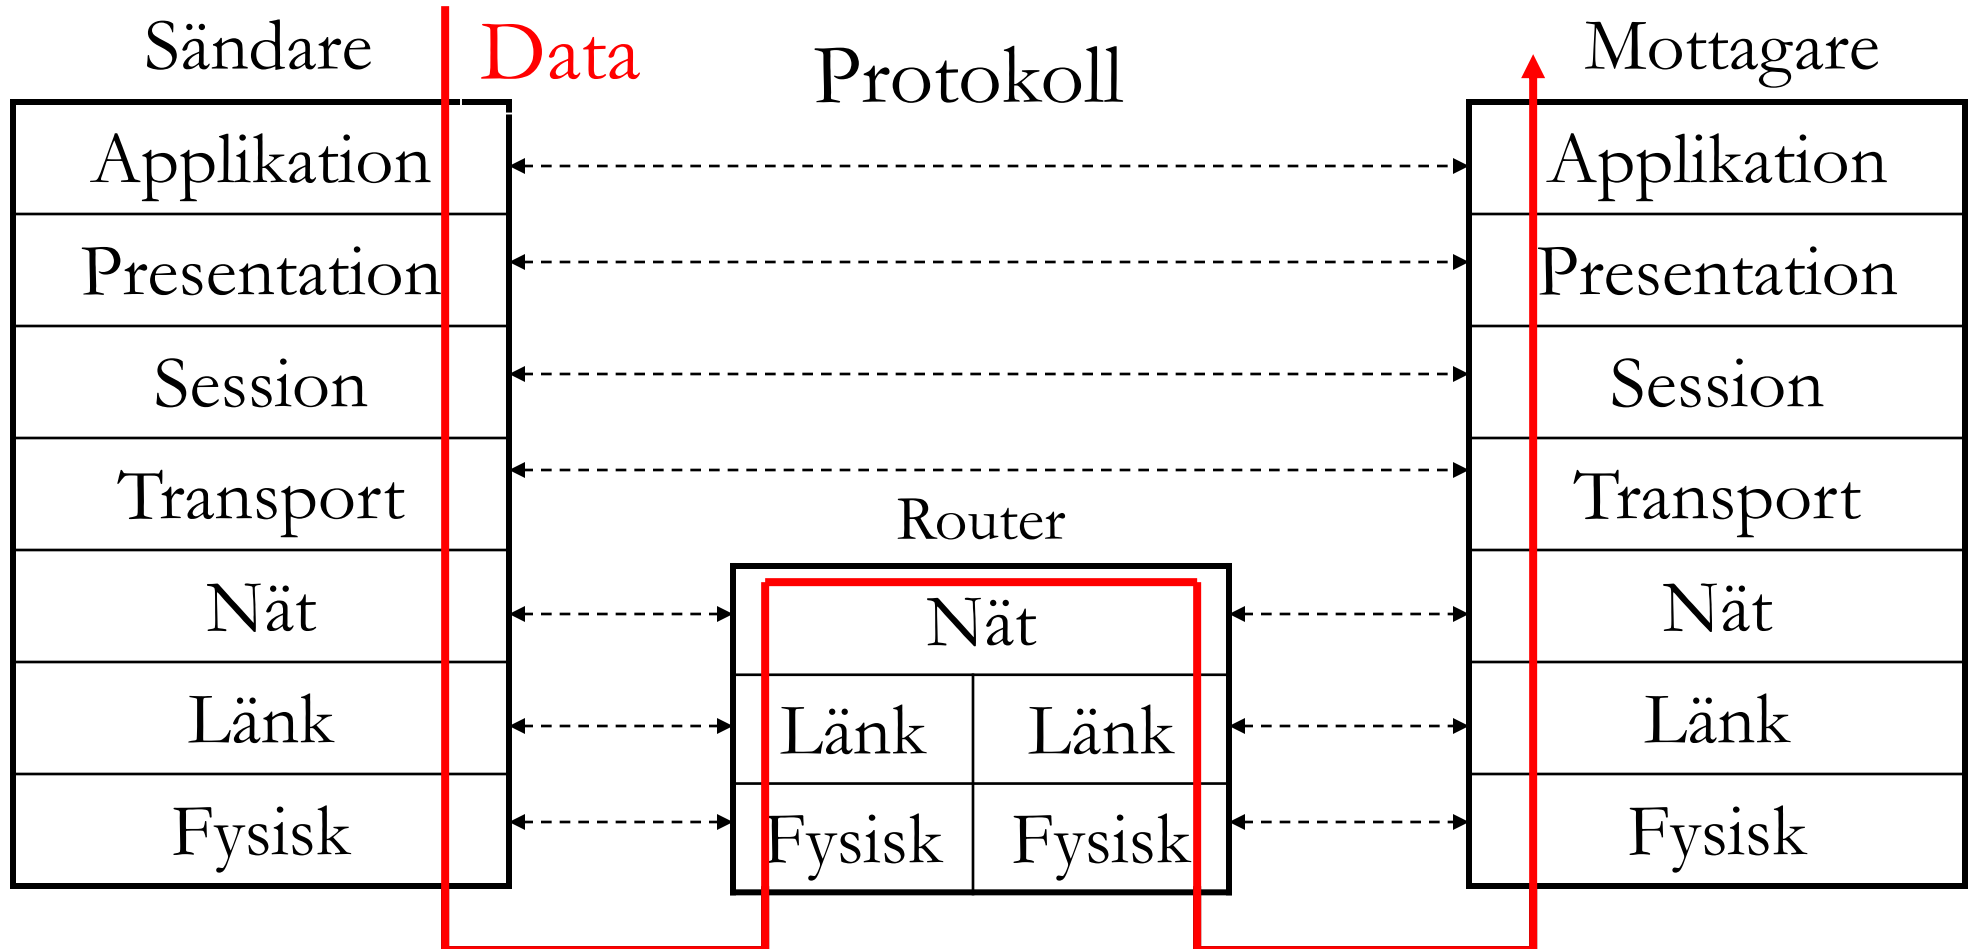 Sändare
Data
Protokoll
Mottagare
Applikation
Applikation
Presentation
Presentation
Session
Session
Transport
Transport
Router
Nät
Nät
Nät
Länk
Länk
Länk
Länk
Fysisk
Fysisk
Fysisk
Fysisk